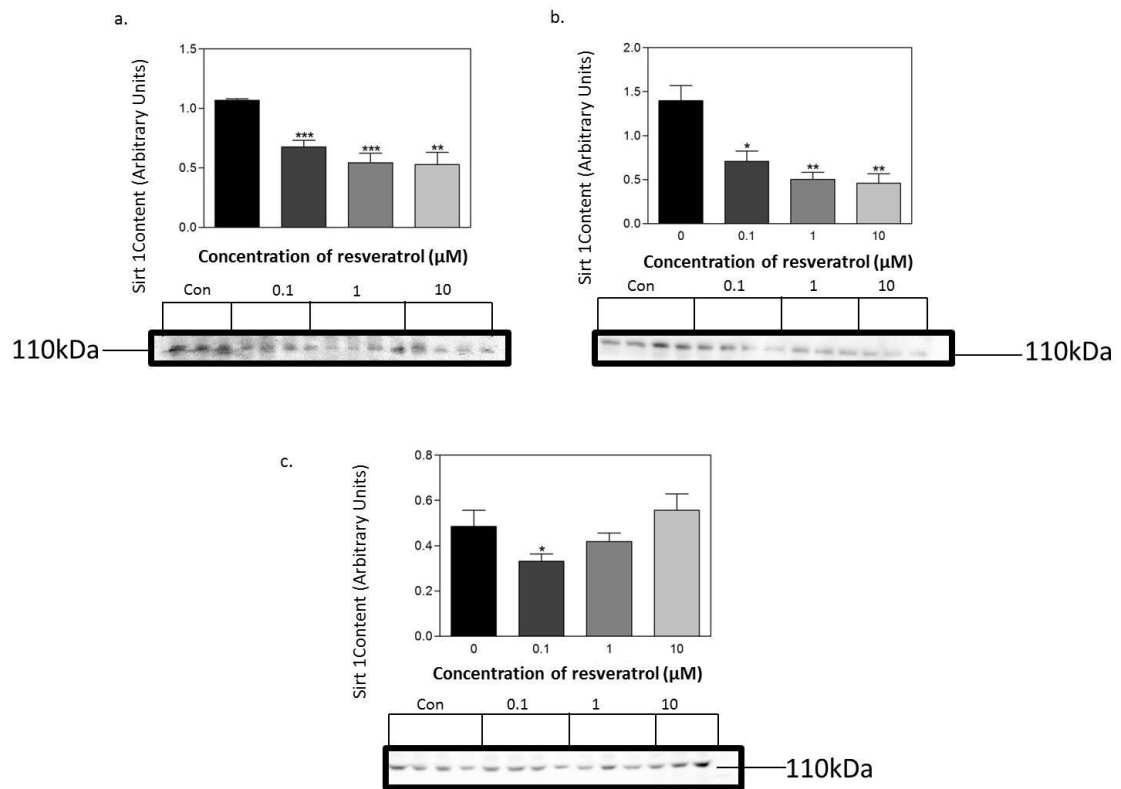 a.
Sirt 1Content (Arbitrary Units)
1.5
1.0
0.5
0.0
***
***
**
Concentration of resveratrol (µM)
Con 0.1 1 10
110kDa
b.
Sirt 1Content (Arbitrary Units)
2.0
1.5
1.0
0.5
0.0
*
**
**
0 0.1 1 10
Concentration of resveratrol (µM)
Con 0.1 1 10
110kDa
c.
Sirt 1Content (Arbitrary Units)
0.8
0.6
0.4
0.2
0.0
*
0 0.1 1 10
Concentration of resveratrol (µM)
Con 0.1 1 10
110kDa